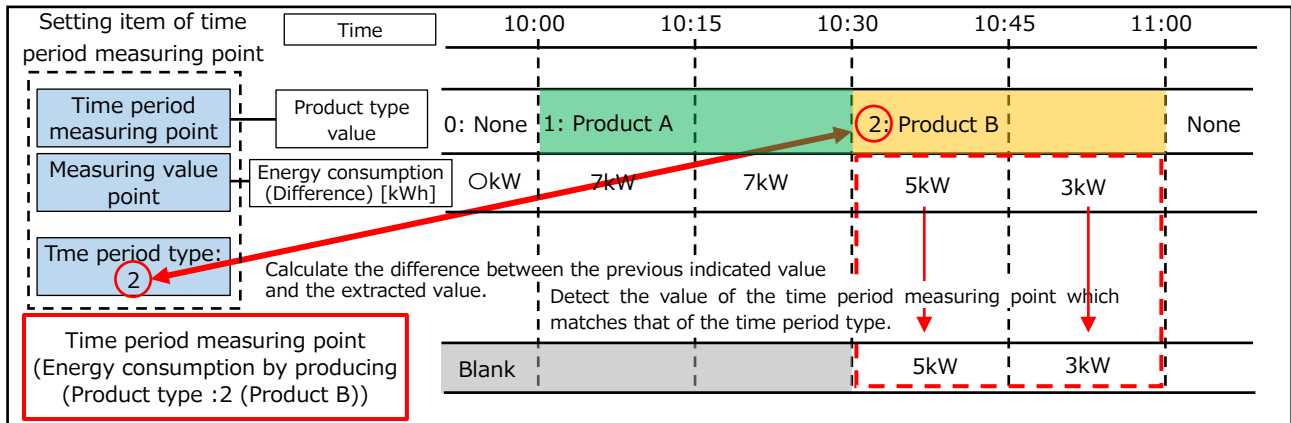 Setting item of time
period measuring point
Time
10:00
10:15
10:30
10:45
11:00
Time period
measuring point
Product type
value
0: None
1: Product A
2: Product B
None
Measuring value
point
Energy consumption
(Difference) [kWh]
〇kW
7kW
7kW
5kW
3kW
Tme period type:
2
Calculate the difference between the previous indicated value
and the extracted value.
Detect the value of the time period measuring point which
matches that of the time period type.
Time period measuring point
(Energy consumption by producing
(Product type :2 (Product B))
Blank
5kW
3kW